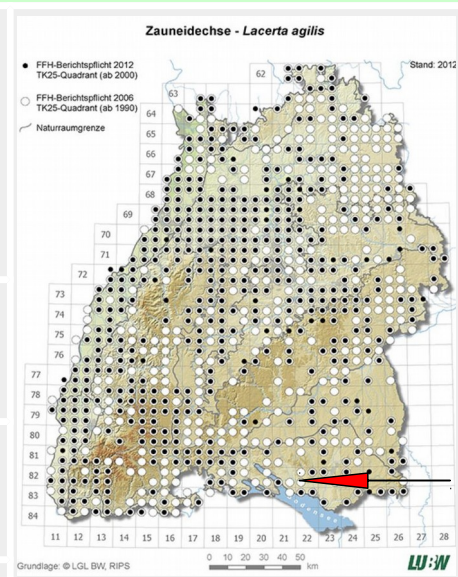 Zauneidechse - Lacerta agilis
FFH-Berichtspflicht 2012
TK25-Quadrant (ab 2000)
FFH-Berichtspflicht 2006
TK25-Quadrant (ab 1990)
Naturraumgrenze
Stand: 2012
62
63
64
65
66
67
68
69
70
71
72
73
74
75
76
77
78
79
80
81
82
83
84
11 12 13 14 15 16 17 18 19 20 21 22 23 24 25 26 27 28
0 10 20 30 40 50
km
Grundlage: © LGL BW, RIPS
LUBW